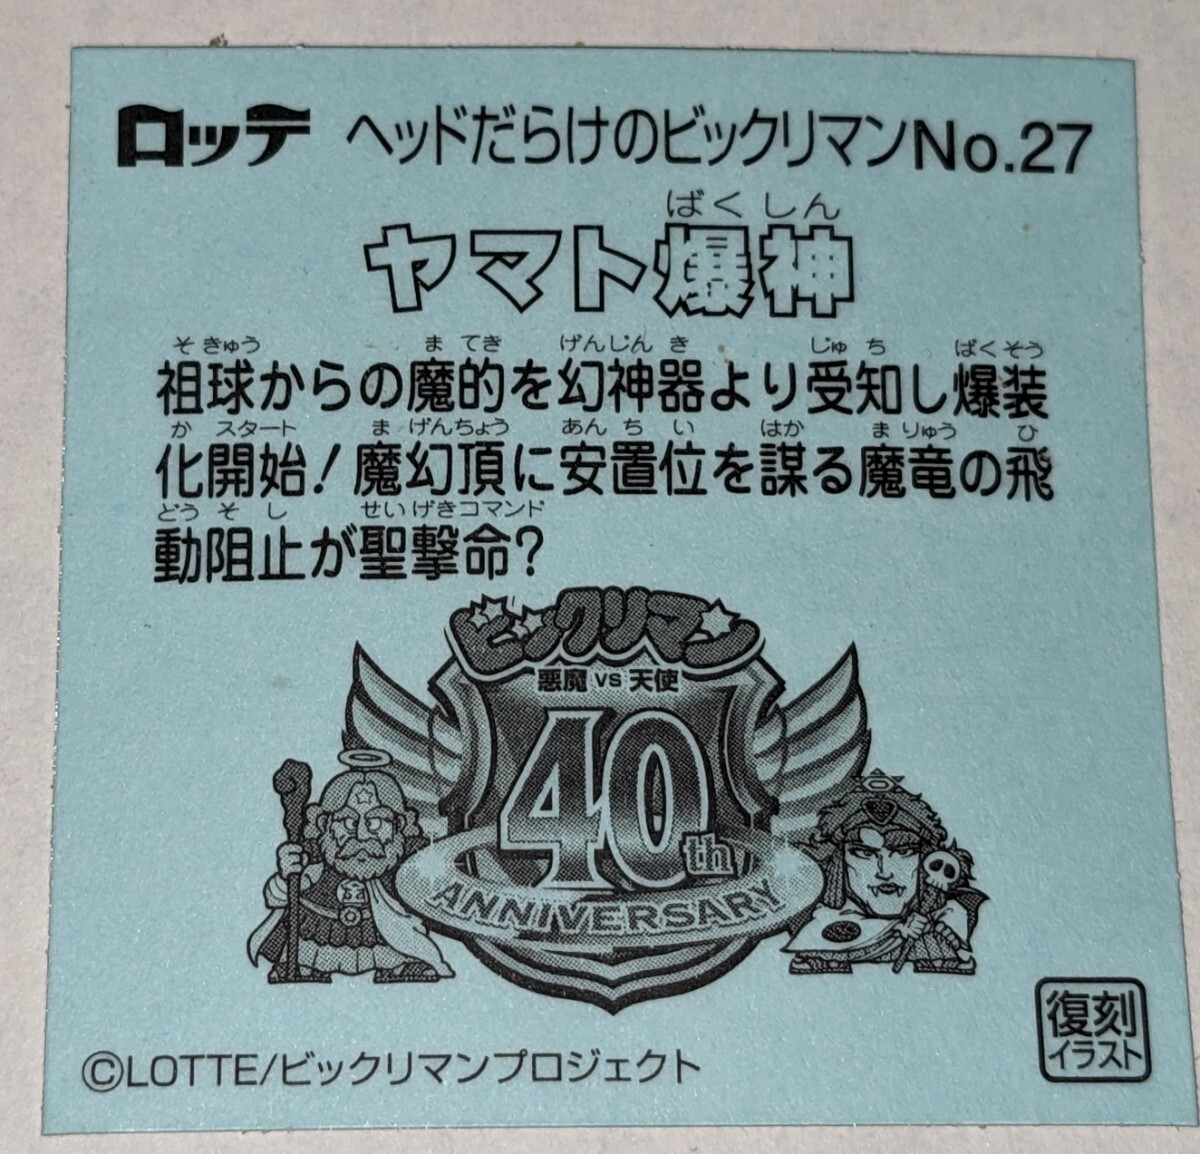 ロッテ ヘッドだらけのビックリマンNo.27
ばくしん
ヤマト爆神
そきゅう まてき げんじんき じゅち ばくそう
祖球からの魔的を幻神器より受知し爆装
か スタート ま げんちょう あんちい はか まりゅう ひ
化開始!魔幻頂に安置位を謀る魔竜の飛
どうそし せいげきコマンド
動阻止が聖撃命?
ビックリマン
悪魔 VS 天使
40th
ANNIVERSARY
復刻
イラスト
©LOTTE/ビックリマンプロジェクト